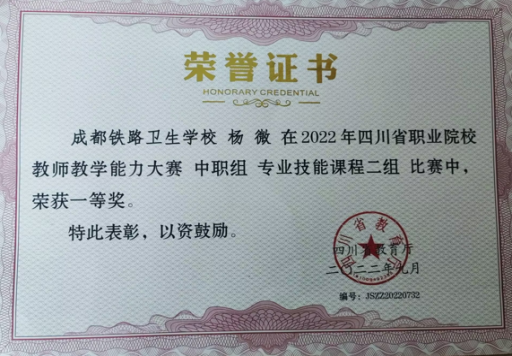 荣誉证书
HONORARY CREDENTIAL
成都铁路卫生学校 杨 微 在2022年四川省职业院校
教师教学能力大赛 中职组 专业技能课程二组 比赛中，
荣获一等奖。
特此表彰，以资鼓励。
四川省教育厅
二〇二二年九月
编号：JSZZ20220732